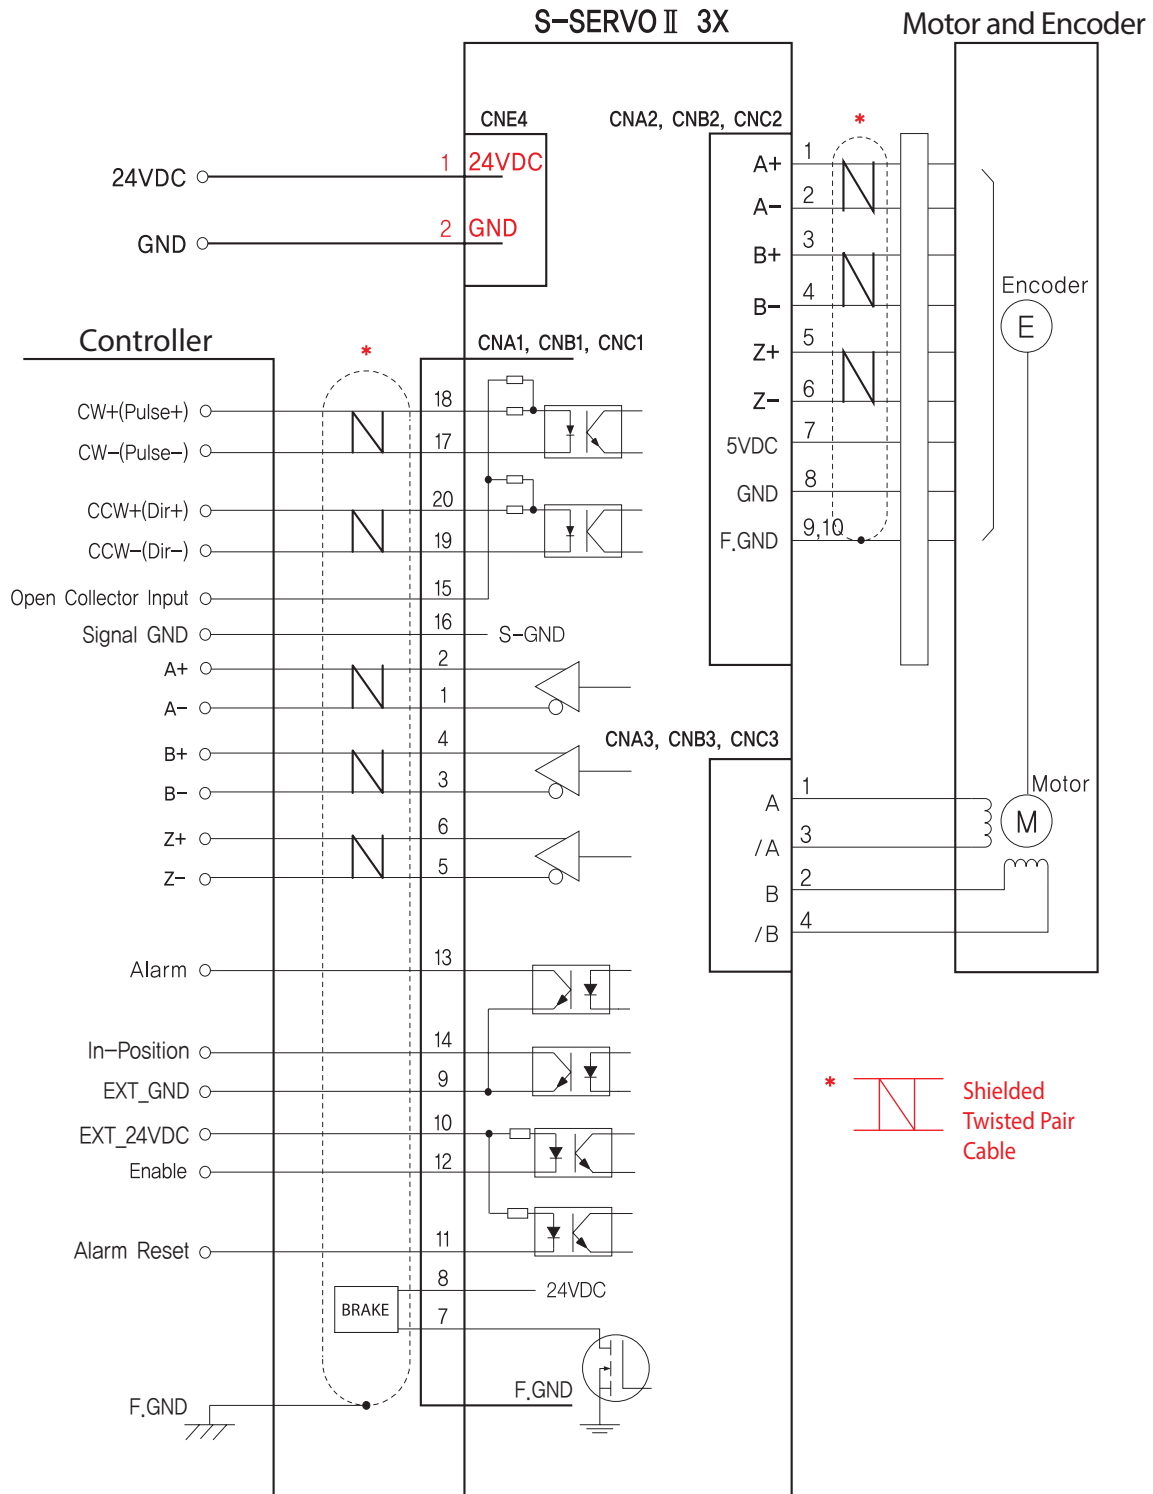 S-SERVO Ⅱ 3X
Motor and Encoder
CNE4
1 24VDC
24VDC
2 GND
GND
CNA2, CNB2, CNC2
*
A+ 1
A- 2
B+ 3
B- 4
Z+ 5
Z- 6
5VDC 7
GND 8
F.GND 9,10
Encoder
E
Controller
*
CNA1, CNB1, CNC1
CW+(Pulse+) 18
CW-(Pulse-) 17
CCW+(Dir+) 20
CCW-(Dir-) 19
Open Collector Input 15
Signal GND 16 S-GND
A+ 2
A- 1
B+ 4
B- 3
Z+ 6
Z- 5
CNA3, CNB3, CNC3
A 1
/A 3
B 2
/B 4
Motor
M
Alarm 13
In-Position 14
EXT_GND 9
EXT_24VDC 10
Enable 12
Alarm Reset 11
BRAKE
8 24VDC
7
F.GND
F.GND
* Shielded
Twisted Pair
Cable